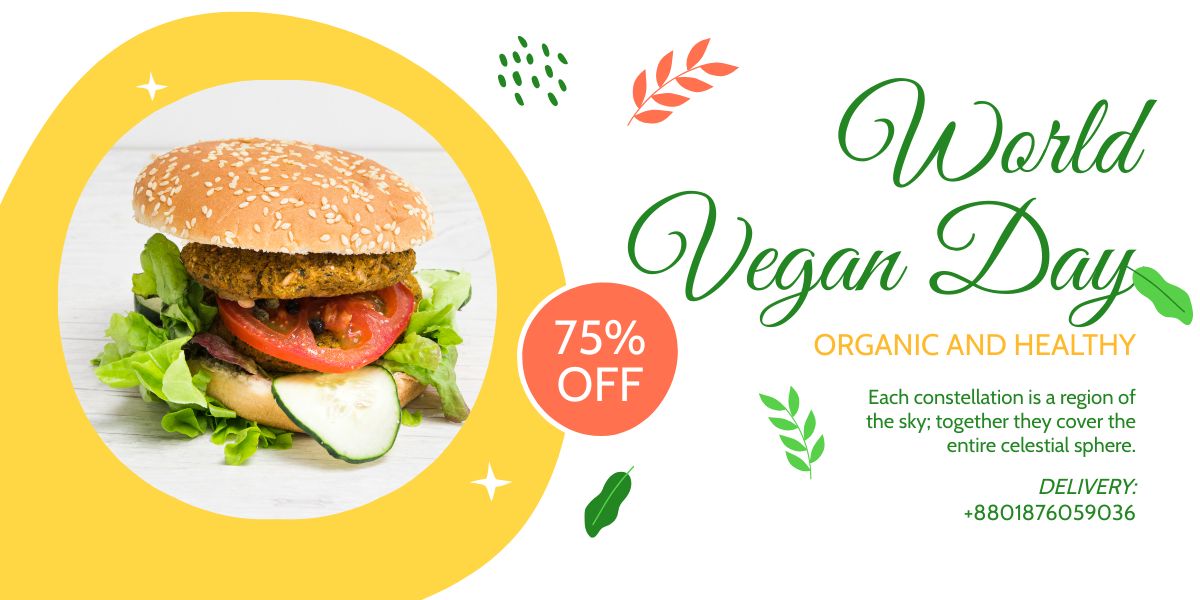 World
Vegan Day
75%
OFF
ORGANIC AND HEALTHY
Each constellation is a region of
the sky; together they cover the
entire celestial sphere.
DELIVERY:
+8801876059036